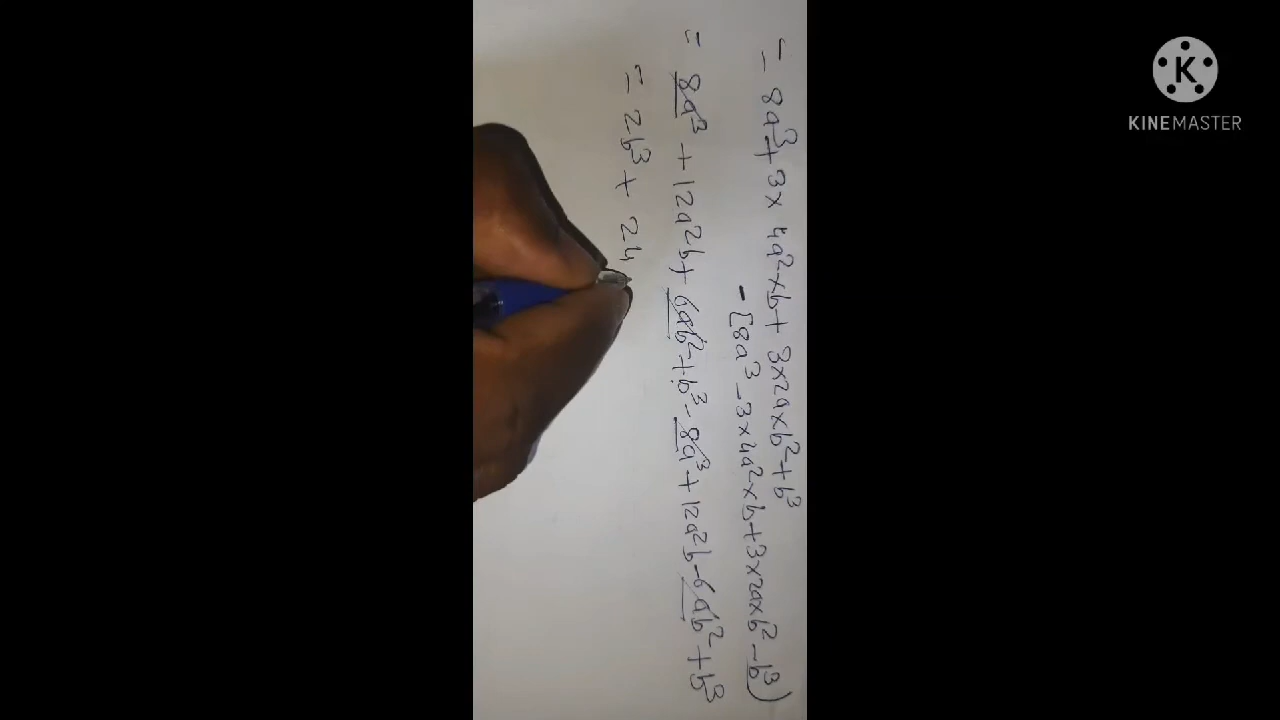 = 8a³+ 3× 4a²×b+ 3×2a×b²+b³
-[8a³ -3×4a²×b+3×2a×b²-b³)
= 8a³ +12a²b+ 6ab²+b³-8a³+12a²b-6ab²+b³
= 2b³ + 24
KINEMASTER